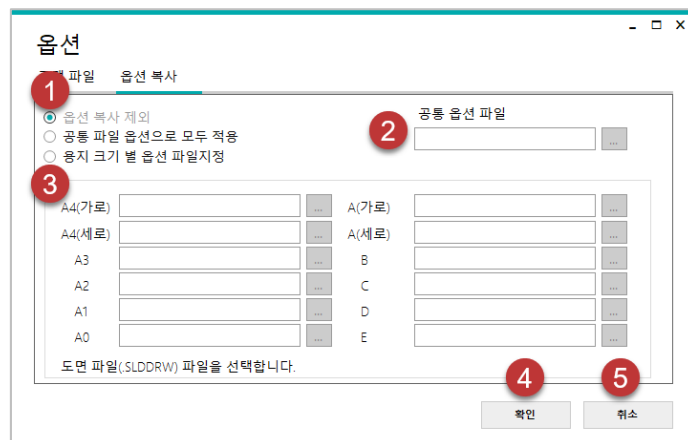 옵션
파일
옵션 복사
1
옵션 복사 제외
공통 파일 옵션으로 모두 적용
용지 크기 별 옵션 파일지정
공통 옵션 파일
2
...
3
A4(가로) ... A(가로) ...
A4(세로) ... A(세로) ...
A3 ... B ...
A2 ... C ...
A1 ... D ...
A0 ... E ...
도면 파일(.SLDDRW) 파일을 선택합니다.
4
5
확인
취소